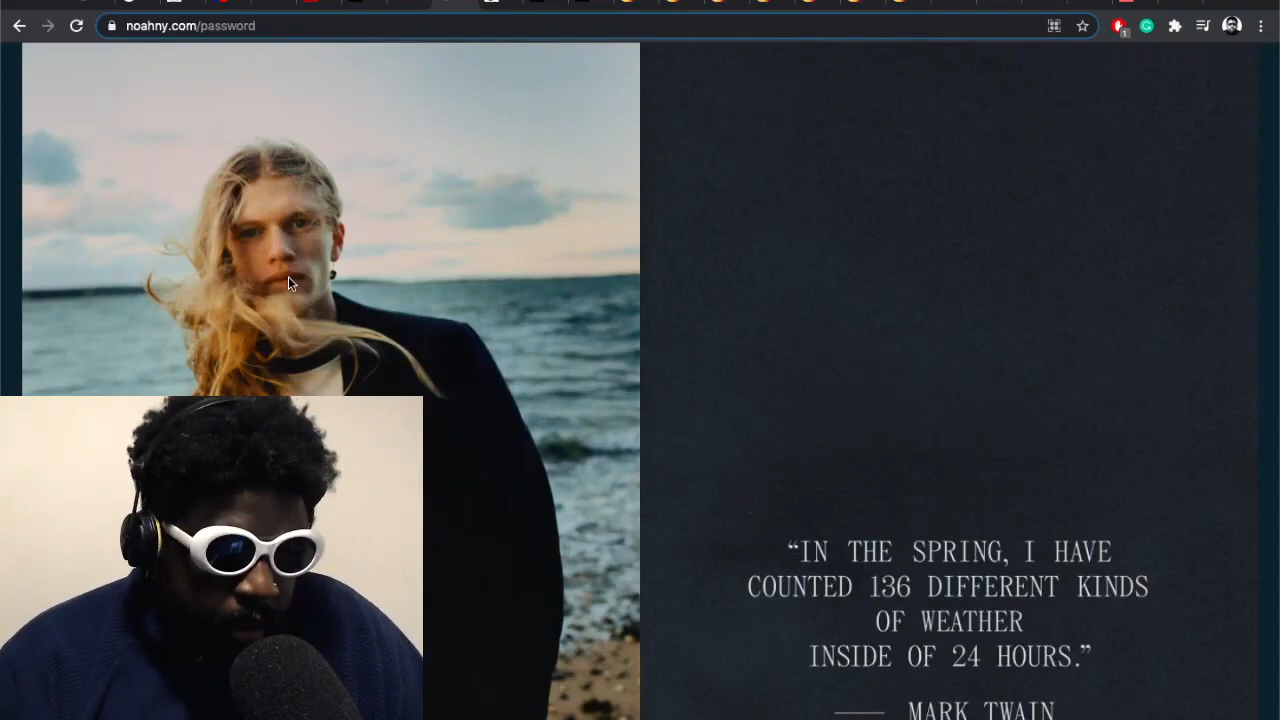 noahny.com/password
1
“IN THE SPRING, I HAVE
COUNTED 136 DIFFERENT KINDS
OF WEATHER
INSIDE OF 24 HOURS.”
— MARK TWAIN